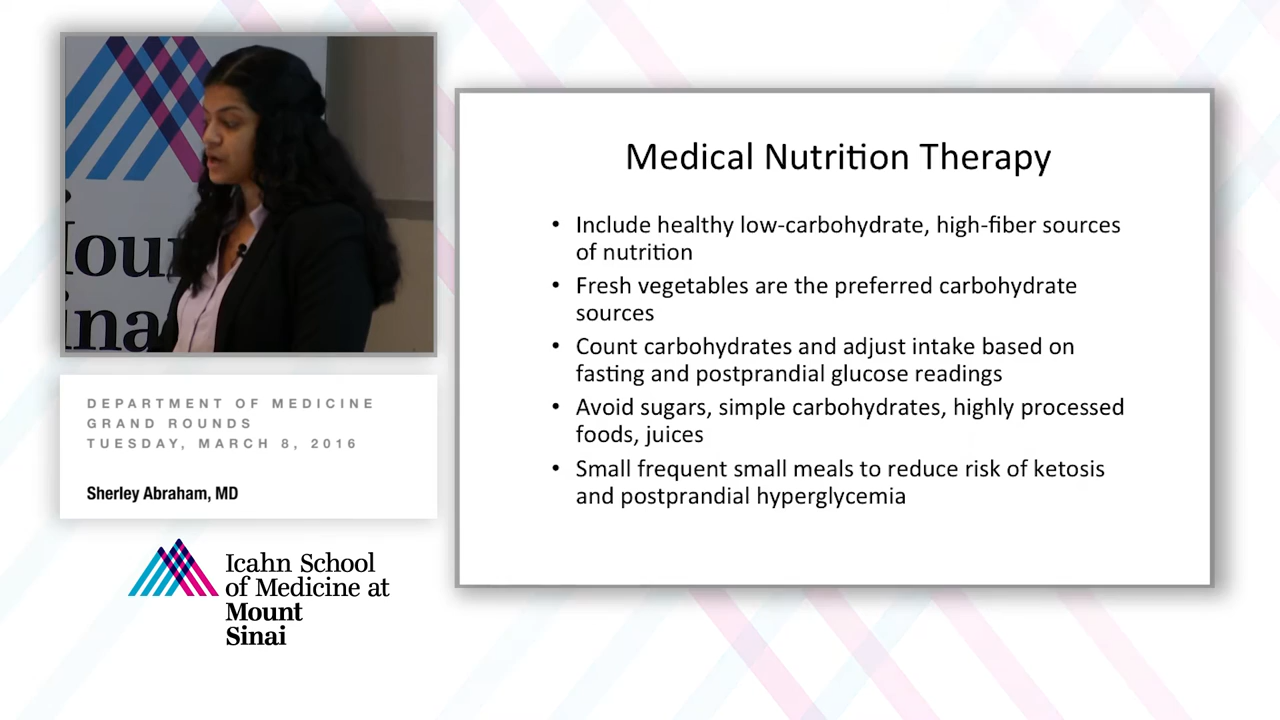 Mour
inai
DEPARTMENT OF MEDICINE
GRAND ROUNDS
TUESDAY, MARCH 8, 2016
Sherley Abraham, MD
Icahn School
of Medicine at
Mount
Sinai
Medical Nutrition Therapy
• Include healthy low-carbohydrate, high-fiber sources
of nutrition
• Fresh vegetables are the preferred carbohydrate
sources
• Count carbohydrates and adjust intake based on
fasting and postprandial glucose readings
• Avoid sugars, simple carbohydrates, highly processed
foods, juices
• Small frequent small meals to reduce risk of ketosis
and postprandial hyperglycemia